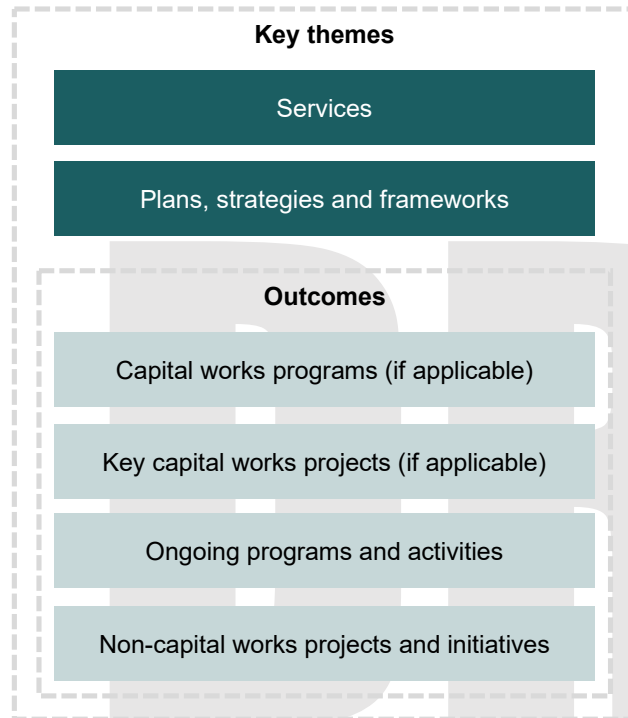 Key themes
Services
Plans, strategies and frameworks
Outcomes
Capital works programs (if applicable)
Key capital works projects (if applicable)
Ongoing programs and activities
Non-capital works projects and initiatives